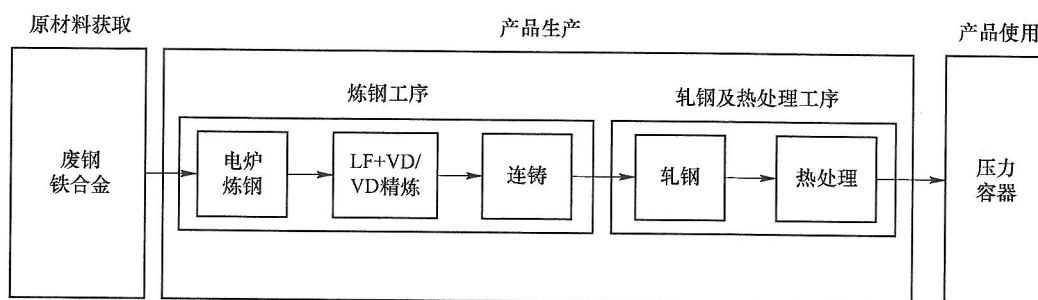 原材料获取
产品生产
产品使用
炼钢工序
轧钢及热处理工序
废钢
铁合金
电炉
炼钢
LF+VD/
VD精炼
连铸
轧钢
热处理
压力
容器